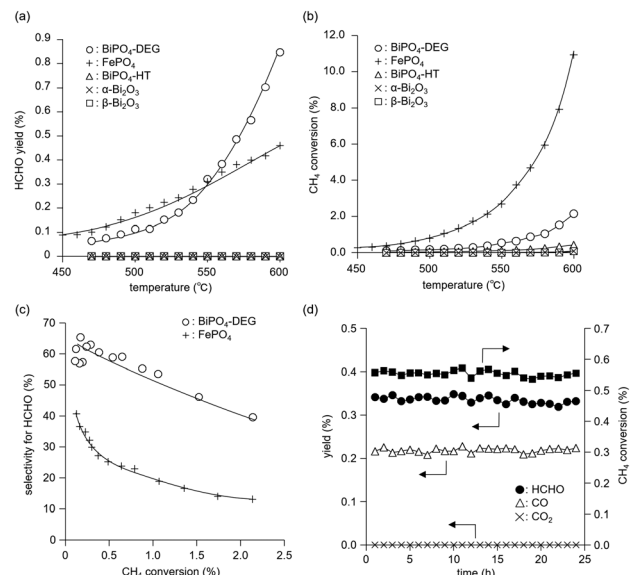 (a)
0.9
0.8
0.7
0.6
0.5
0.4
0.3
0.2
0.1
0
HCHO yield (%)
○ : BiPO₄-DEG
+ : FePO₄
△ : BiPO₄-HT
× : α-Bi₂O₃
□ : β-Bi₂O₃
450 500 550 600
temperature (℃)
(b)
12.0
10.0
8.0
6.0
4.0
2.0
0.0
CH₄ conversion (%)
○ : BiPO₄-DEG
+ : FePO₄
△ : BiPO₄-HT
× : α-Bi₂O₃
□ : β-Bi₂O₃
450 500 550 600
temperature (℃)
(c)
70
60
50
40
30
20
10
0
selectivity for HCHO (%)
○ : BiPO₄-DEG
+ : FePO₄
0 0.5 1.0 1.5 2.0 2.5
CH₄ conversion (%)
(d)
0.5
0.4
0.3
0.2
0.1
0.0
yield (%)
0.7
0.6
0.5
0.4
0.3
0.2
0.1
0.0
CH₄ conversion (%)
●: HCHO
△: CO
×: CO₂
0 5 10 15 20 25
time (h)